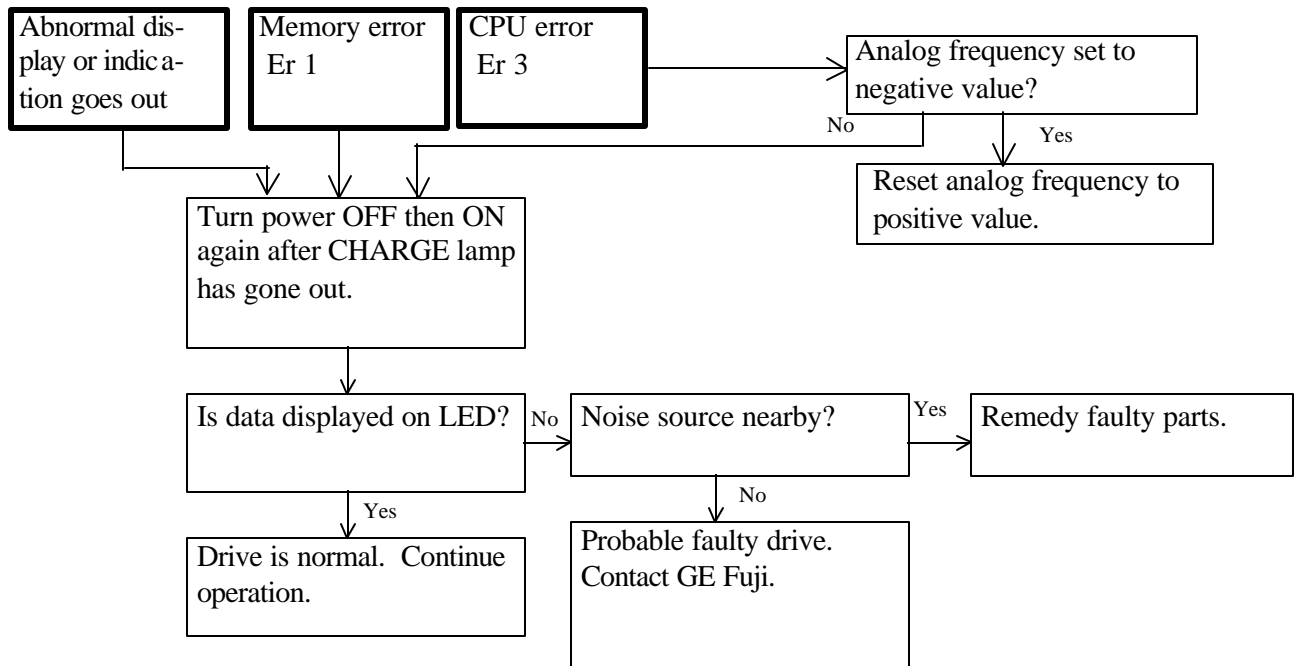 Abnormal dis-
play or indica-
tion goes out
Memory error
Er 1
CPU error
Er 3
Analog frequency set to
negative value?
No
Yes
Reset analog frequency to
positive value.
Turn power OFF then ON
again after CHARGE lamp
has gone out.
Is data displayed on LED?
No
Noise source nearby?
Yes
Remedy faulty parts.
Yes
No
Drive is normal.  Continue
operation.
Probable faulty drive.
Contact GE Fuji.